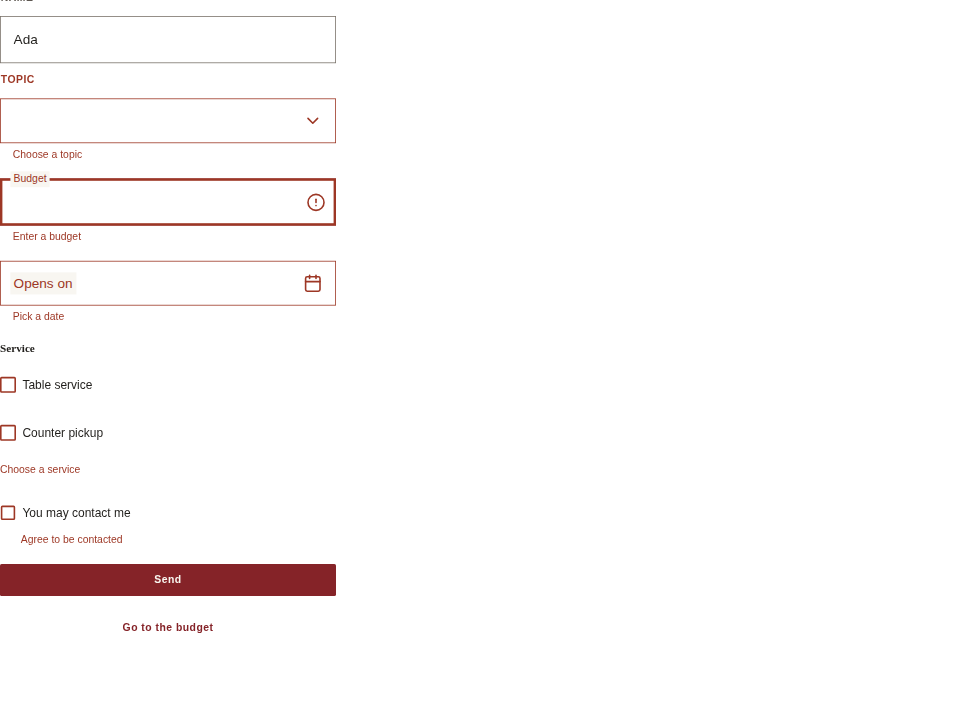 NAME
Ada
TOPIC
Choose a topic
Budget
Enter a budget
Opens on
Pick a date
Service
Table service
Counter pickup
Choose a service
You may contact me
Agree to be contacted
Send
Go to the budget